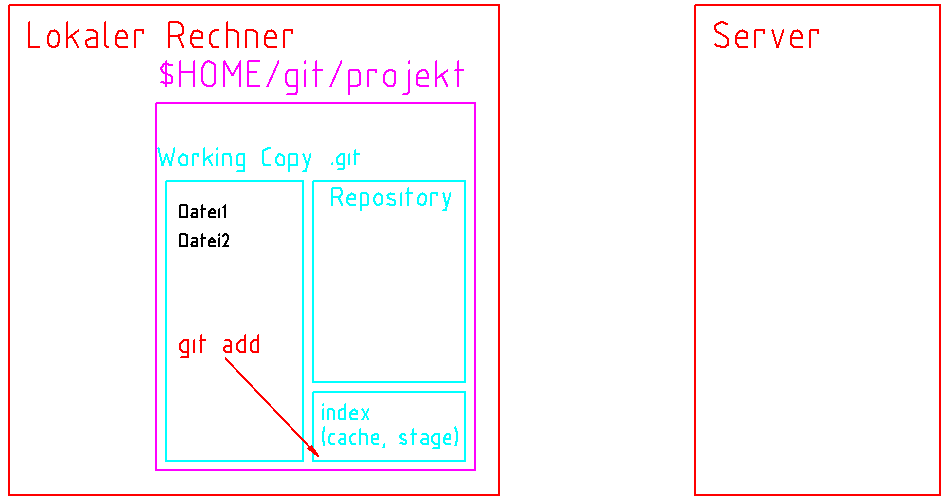 Lokaler Rechner
Server
$HOME/git/projekt
Working Copy
.git
Datei1
Datei2
Repository
git add
index
(cache, stage)